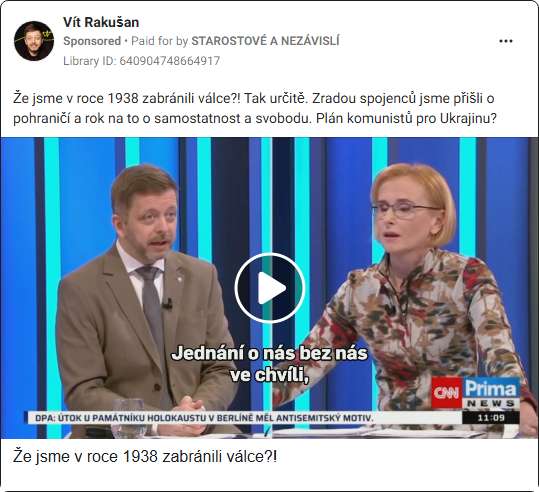 Vít Rakušan
Sponsored • Paid for by STAROSTOVÉ A NEZÁVISLÍ
Library ID: 640904748664917
Že jsme v roce 1938 zabránili válce?! Tak určitě. Zradou spojenců jsme přišli o
pohraničí a rok na to o samostatnost a svobodu. Plán komunistů pro Ukrajinu?
Jednání o nás bez nás
ve chvíli,
CNN Prima
NEWS
DPA: ÚTOK U PAMÁTNÍKU HOLOKAUSTU V BERLÍNĚ MĚL ANTISEMITSKÝ MOTIV.
11:09
Že jsme v roce 1938 zabránili válce?!